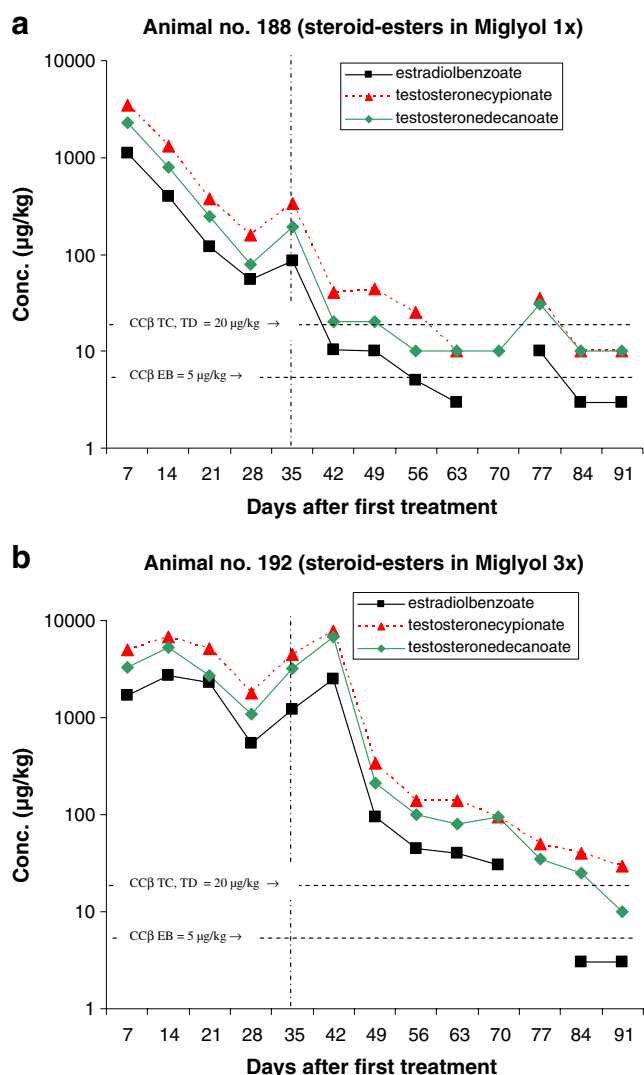 a
Animal no. 188 (steroid-esters in Miglyol 1x)
10000
1000
100
10
1
Conc. (µg/kg)
estradiolbenzoate
testosteronecypionate
testosteronedecanoate
CCβ TC, TD = 20 µg/kg →
CCβ EB = 5 µg/kg →
7 14 21 28 35 42 49 56 63 70 77 84 91
Days after first treatment
b
Animal no. 192 (steroid-esters in Miglyol 3x)
10000
1000
100
10
1
Conc. (µg/kg)
estradiolbenzoate
testosteronecypionate
testosteronedecanoate
CCβ TC, TD = 20 µg/kg →
CCβ EB = 5 µg/kg →
7 14 21 28 35 42 49 56 63 70 77 84 91
Days after first treatment